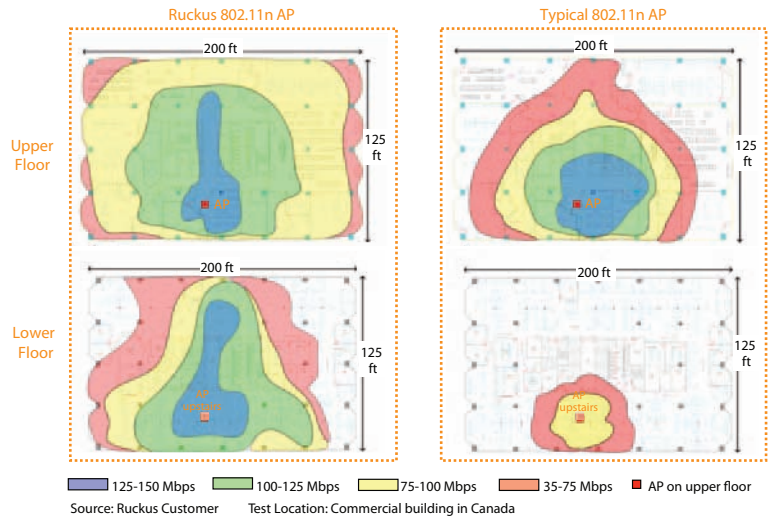 Ruckus 802.11n AP
Typical 802.11n AP
200 ft
200 ft
Upper
Floor
125
ft
125
ft
AP
AP
200 ft
200 ft
Lower
Floor
125
ft
125
ft
AP
upstairs
AP
upstairs
125-150 Mbps
100-125 Mbps
75-100 Mbps
35-75 Mbps
AP on upper floor
Source: Ruckus Customer
Test Location: Commercial building in Canada